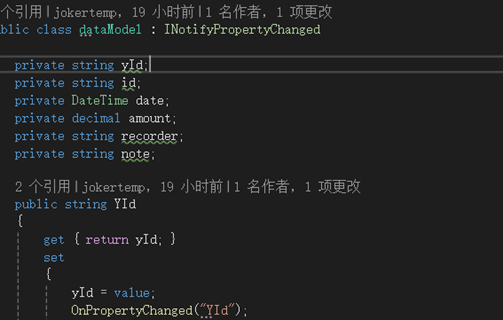 个引用|jokertemp，19 小时前|1 名作者，1 项更改
blic class dataModel : INotifyPropertyChanged
private string yId;
private string id;
private DateTime date;
private decimal amount;
private string recorder;
private string note;
2 个引用|jokertemp，19 小时前|1 名作者，1 项更改
public string YId
{
get { return yId; }
set
{
yId = value;
OnPropertyChanged("YId");